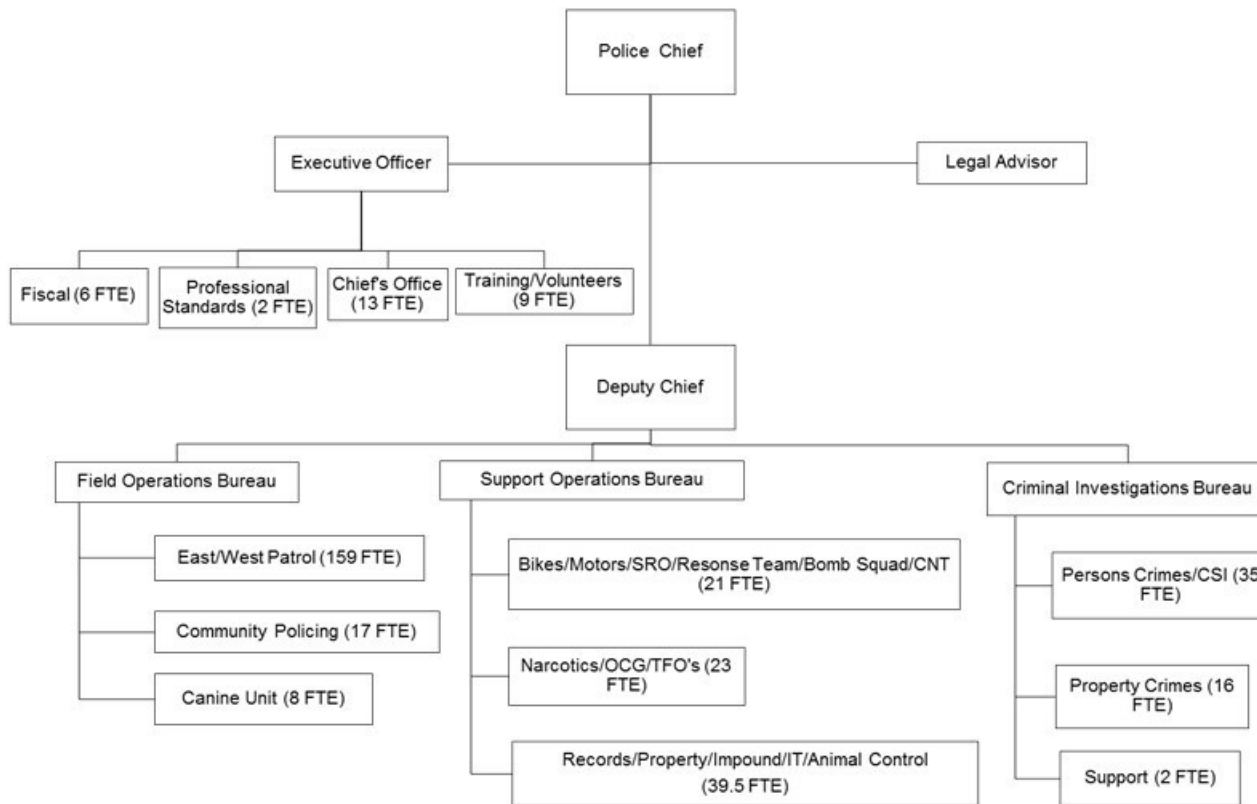 Police Chief
Executive Officer
Legal Advisor
Fiscal (6 FTE)
Professional
Standards (2 FTE)
Chief's Office
(13 FTE)
Training/Volunteers
(9 FTE)
Deputy Chief
Field Operations Bureau
Support Operations Bureau
Criminal Investigations Bureau
East/West Patrol (159 FTE)
Community Policing (17 FTE)
Canine Unit (8 FTE)
Bikes/Motors/SRO/Resonse Team/Bomb Squad/CNT
(21 FTE)
Narcotics/OCG/TFO's (23
FTE)
Records/Property/Impound/IT/Animal Control
(39.5 FTE)
Persons Crimes/CSI (35
FTE)
Property Crimes (16
FTE)
Support (2 FTE)